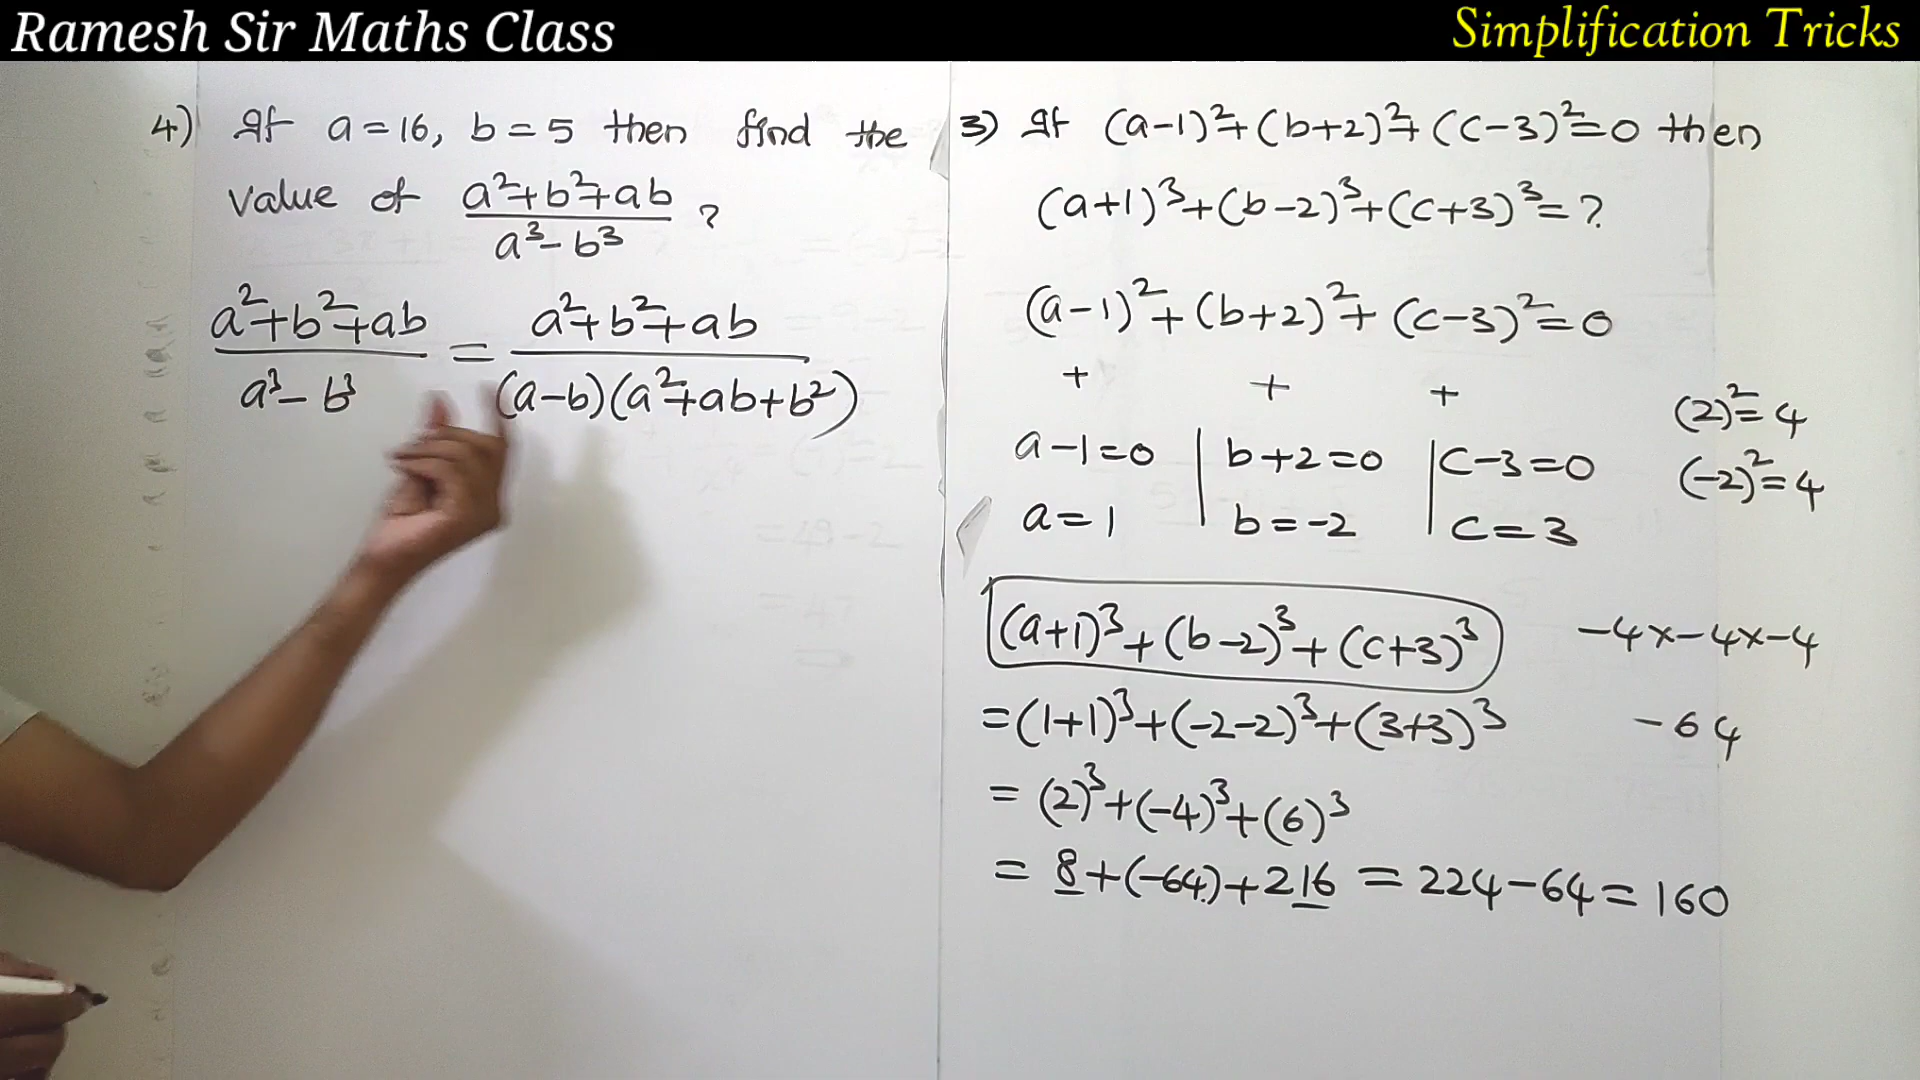 Ramesh Sir Maths Class
Simplification Tricks
4) If a=16, b=5 then find the
value of (a²+b²+ab)/(a³-b³) ?
(a²+b²+ab)/(a³-b³) = (a²+b²+ab)/((a-b)(a²+ab+b²))
3) If (a-1)²+(b+2)²+(c-3)²=0 then
(a+1)³+(b-2)³+(c+3)³=?
(a-1)²+(b+2)²+(c-3)²=0
+ + +
a-1=0 | b+2=0 | c-3=0
a=1 | b=-2 | c=3
(2)²=4
(-2)²=4
(a+1)³+(b-2)³+(c+3)³
-4x-4x-4
=(1+1)³+(-2-2)³+(3+3)³
-64
=(2)³+(-4)³+(6)³
=8+(-64)+216=224-64=160